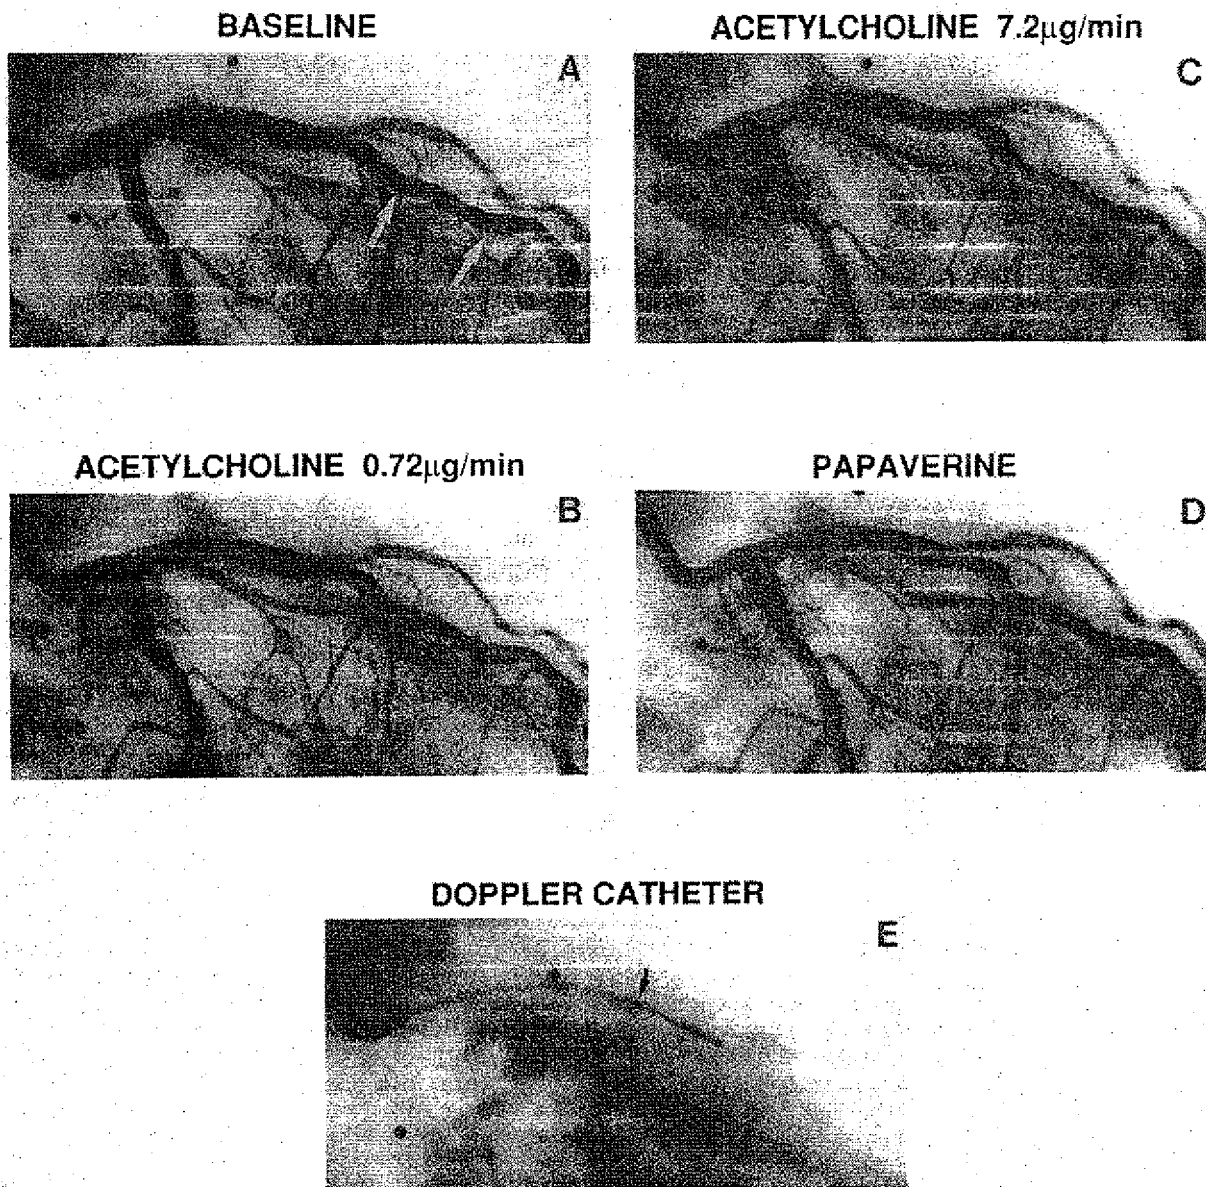 BASELINE
A
ACETYLCHOLINE 7.2µg/min
C
ACETYLCHOLINE 0.72µg/min
B
PAPAVERINE
D
DOPPLER CATHETER
E